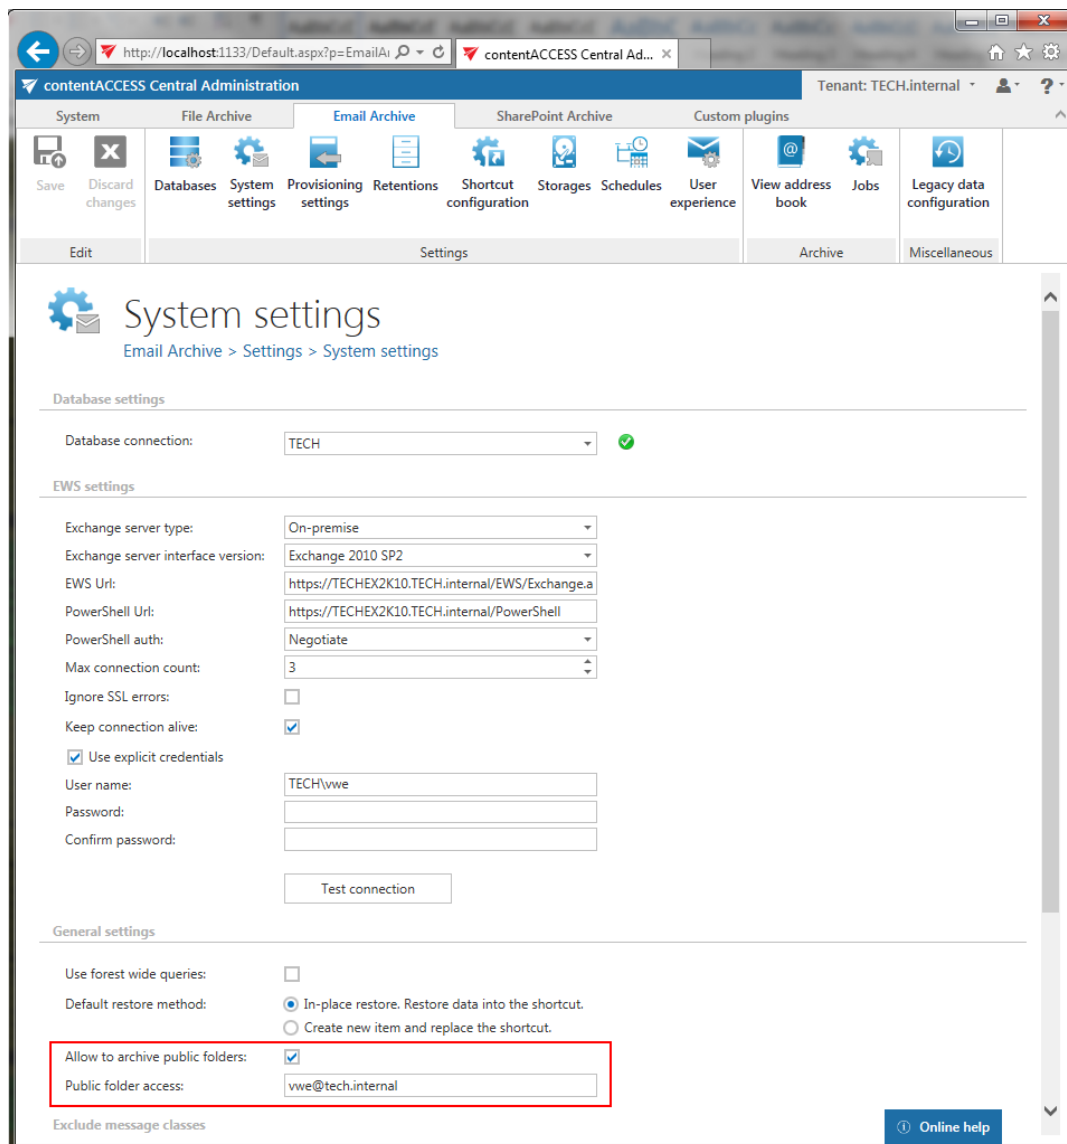 http://localhost:1133/Default.aspx?p=EmailAr
contentACCESS Central Ad...
contentACCESS Central Administration
Tenant: TECH.internal
System File Archive Email Archive SharePoint Archive Custom plugins
Save
Discard changes
Databases
System settings
Provisioning settings
Retentions
Shortcut configuration
Storages
Schedules
User experience
View address book
Jobs
Legacy data configuration
Edit Settings Archive Miscellaneous
System settings
Email Archive > Settings > System settings
Database settings
Database connection: TECH
EWS settings
Exchange server type: On-premise
Exchange server interface version: Exchange 2010 SP2
EWS Url: https://TECHEX2K10.TECH.internal/EWS/Exchange.a
PowerShell Url: https://TECHEX2K10.TECH.internal/PowerShell
PowerShell auth: Negotiate
Max connection count: 3
Ignore SSL errors:
Keep connection alive:
Use explicit credentials
User name: TECH\vwe
Password:
Confirm password:
Test connection
General settings
Use forest wide queries:
Default restore method: In-place restore. Restore data into the shortcut.
Create new item and replace the shortcut.
Allow to archive public folders:
Public folder access: vwe@tech.internal
Exclude message classes
Online help